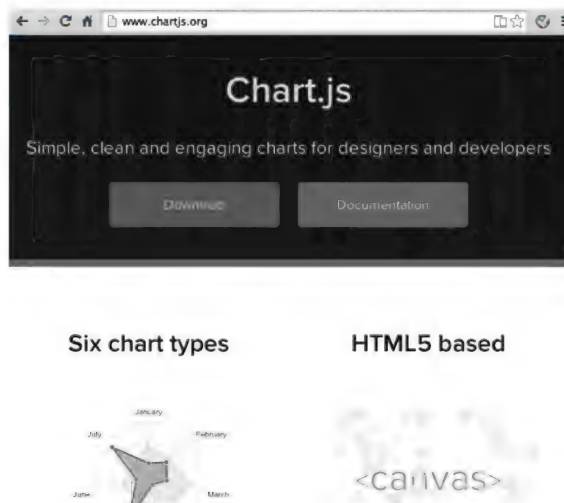 www.chartjs.org
Chart.js
Simple, clean and engaging charts for designers and developers
Download Documentation
Six chart types HTML5 based
January
July February
June March
<canvas>